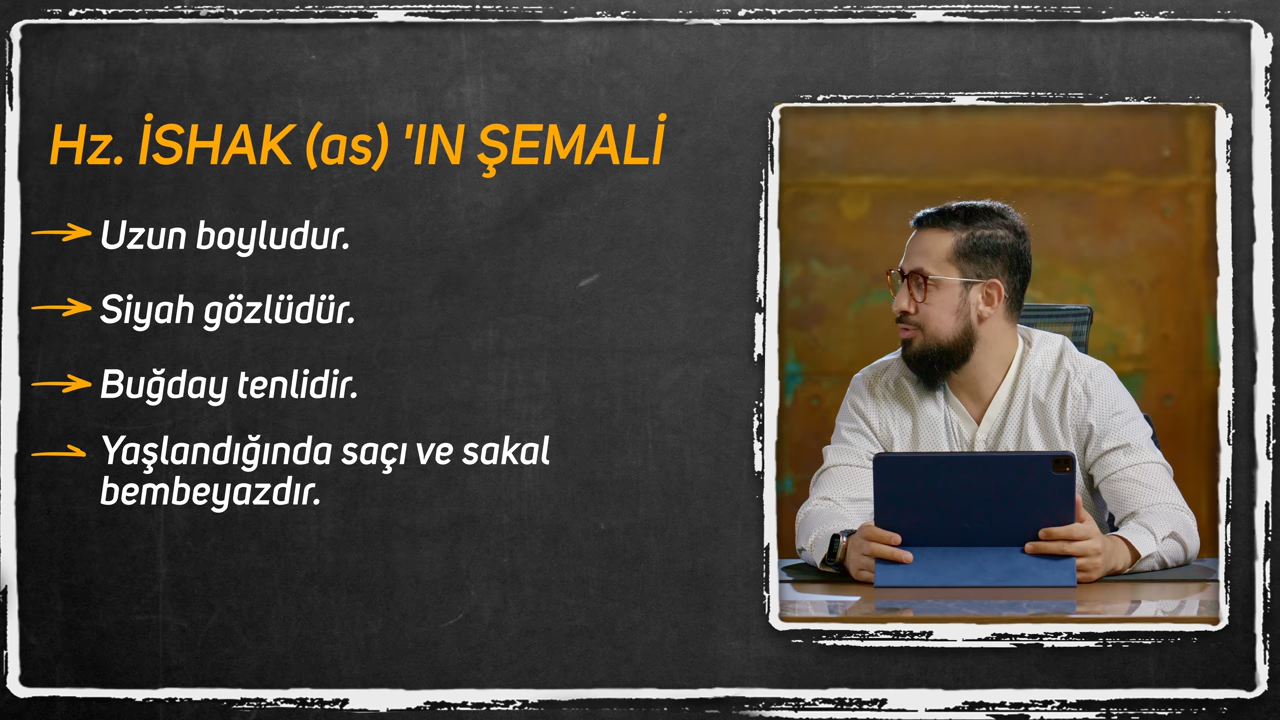 Hz. İSHAK (as) 'IN ŞEMALİ
Uzun boyludur.
Siyah gözlüdür.
Buğday tenlidir.
Yaşlandığında saçı ve sakal
bembeyazdır.